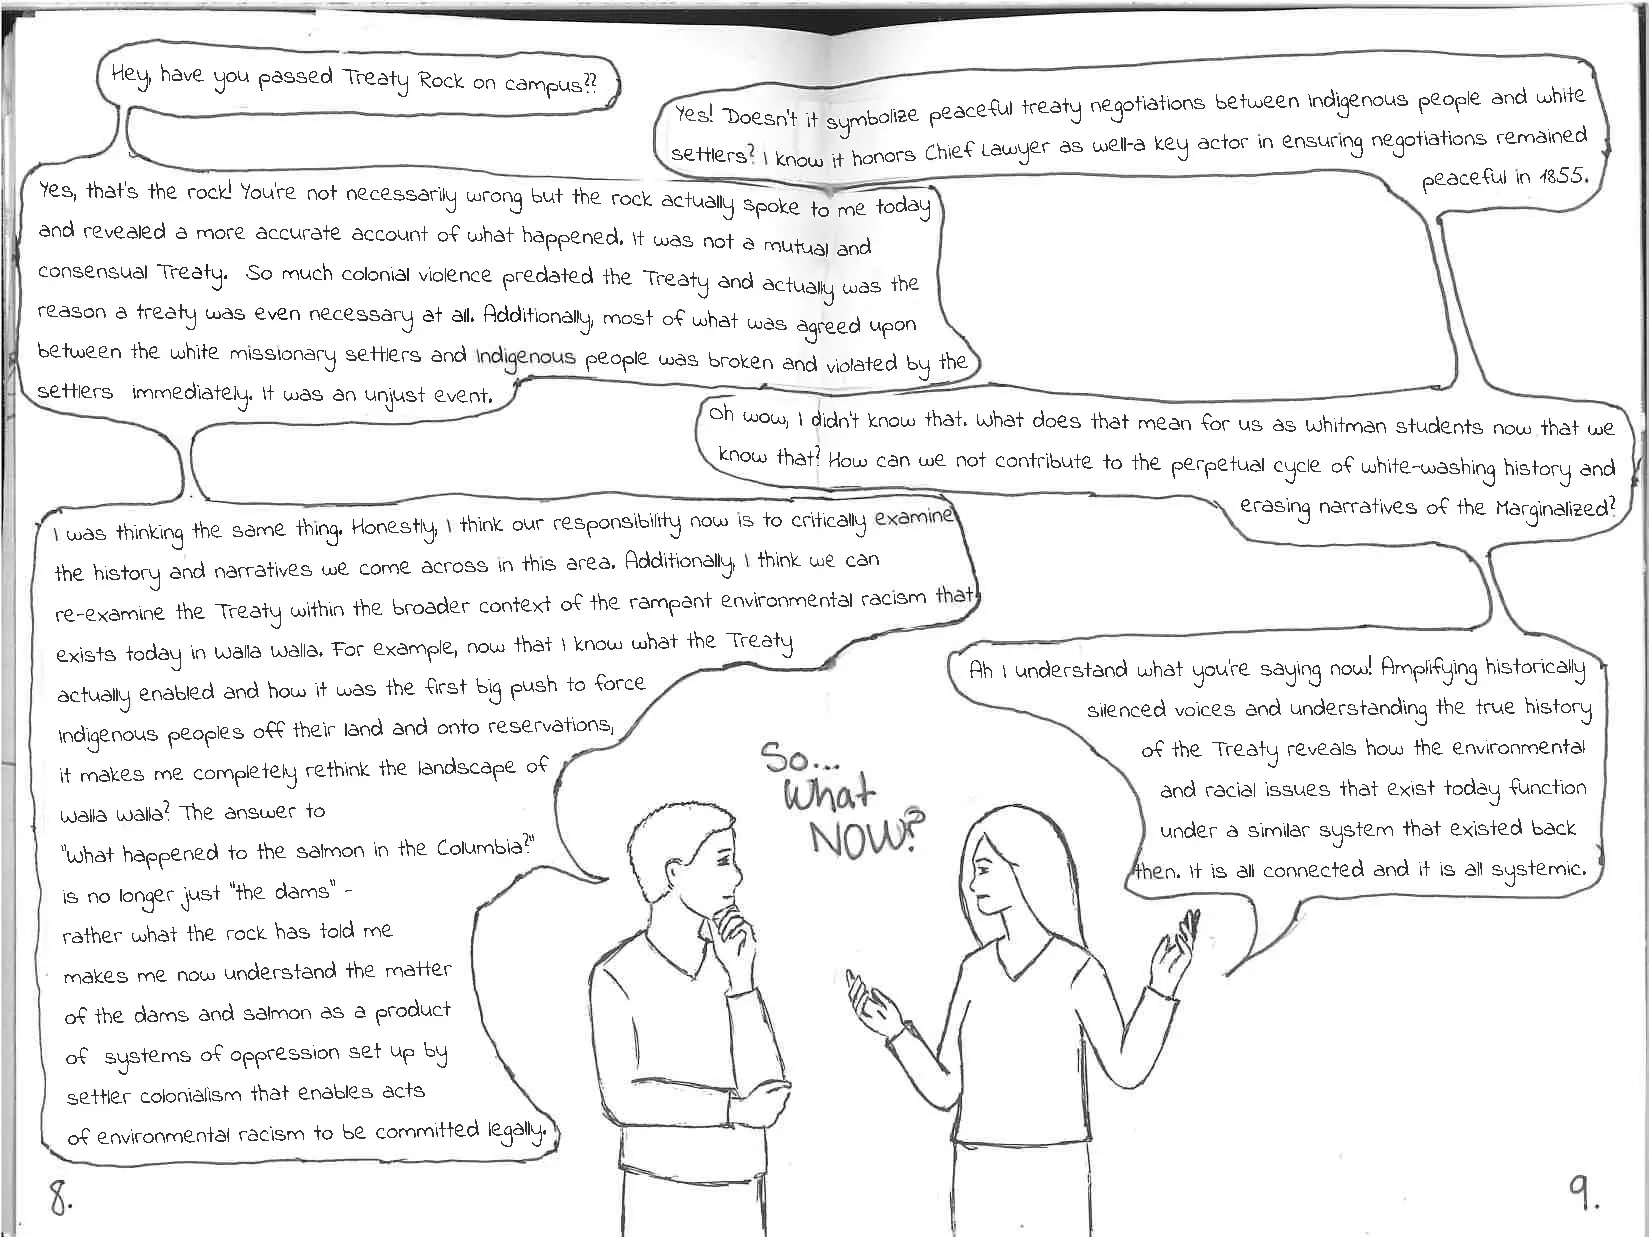 Hey, have you passed Treaty Rock on campus??
Yes! Doesn't it symbolize peaceful treaty negotiations between Indigenous people and white
settlers? I know it honors Chief Lawyer as well-a key actor in ensuring negotiations remained
peaceful in 1855.
Yes, that's the rock! You're not necessarily wrong but the rock actually spoke to me today
and revealed a more accurate account of what happened. It was not a mutual and
consensual Treaty. So much colonial violence predated the Treaty and actually was the
reason a treaty was even necessary at all. Additionally, most of what was agreed upon
between the white missionary settlers and Indigenous people was broken and violated by the
settlers immediately. It was an unjust event.
Oh wow, I didn't know that. What does that mean for us as Whitman students now that we
know that? How can we not contribute to the perpetual cycle of white-washing history and
erasing narratives of the Marginalized?
I was thinking the same thing. Honestly, I think our responsibility now is to critically examine
the history and narratives we come across in this area. Additionally, I think we can
re-examine the Treaty within the broader context of the rampant environmental racism that
exists today in Walla Walla. For example, now that I know what the Treaty
actually enabled and how it was the first big push to force
Indigenous peoples off their land and onto reservations,
it makes me completely rethink the landscape of
Walla Walla? The answer to
"What happened to the salmon in the Columbia?"
is no longer just "the dams" -
rather what the rock has told me
makes me now understand the matter
of the dams and salmon as a product
of systems of oppression set up by
settler colonialism that enables acts
of environmental racism to be committed legally.
Ah I understand what you're saying now! Amplifying historically
silenced voices and understanding the true history
of the Treaty reveals how the environmental
and racial issues that exist today function
under a similar system that existed back
then. It is all connected and it is all systemic.
So...
What
NOW?
8.
9.